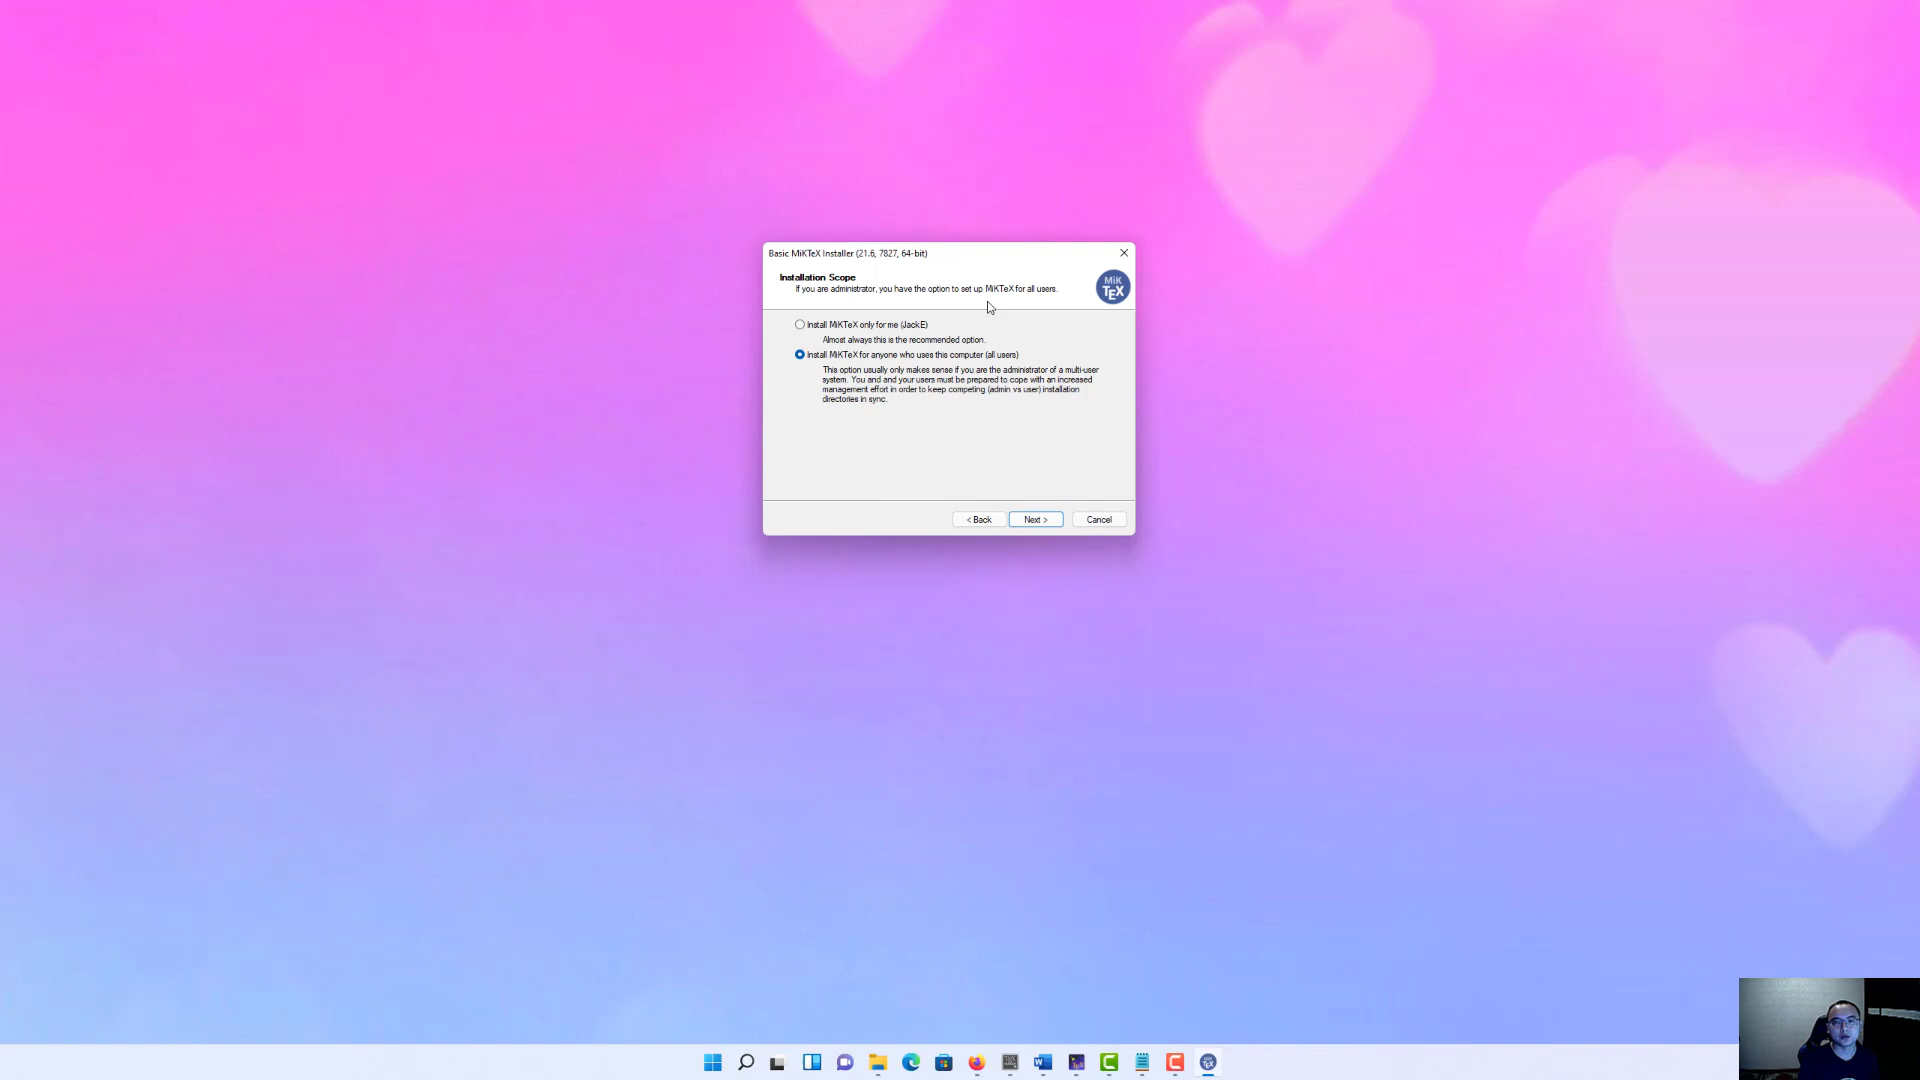 Basic MiKTeX Installer (21.6, 7827, 64-bit)
Installation Scope
If you are administrator, you have the option to set up MiKTeX for all users.
MiK
TEX
Install MiKTeX only for me (JackE)
Almost always this is the recommended option.
Install MiKTeX for anyone who uses this computer (all users)
This option usually only makes sense if you are the administrator of a multi-user
system. You and and your users must be prepared to cope with an increased
management effort in order to keep competing (admin vs user) installation
directories in sync.
< Back
Next >
Cancel